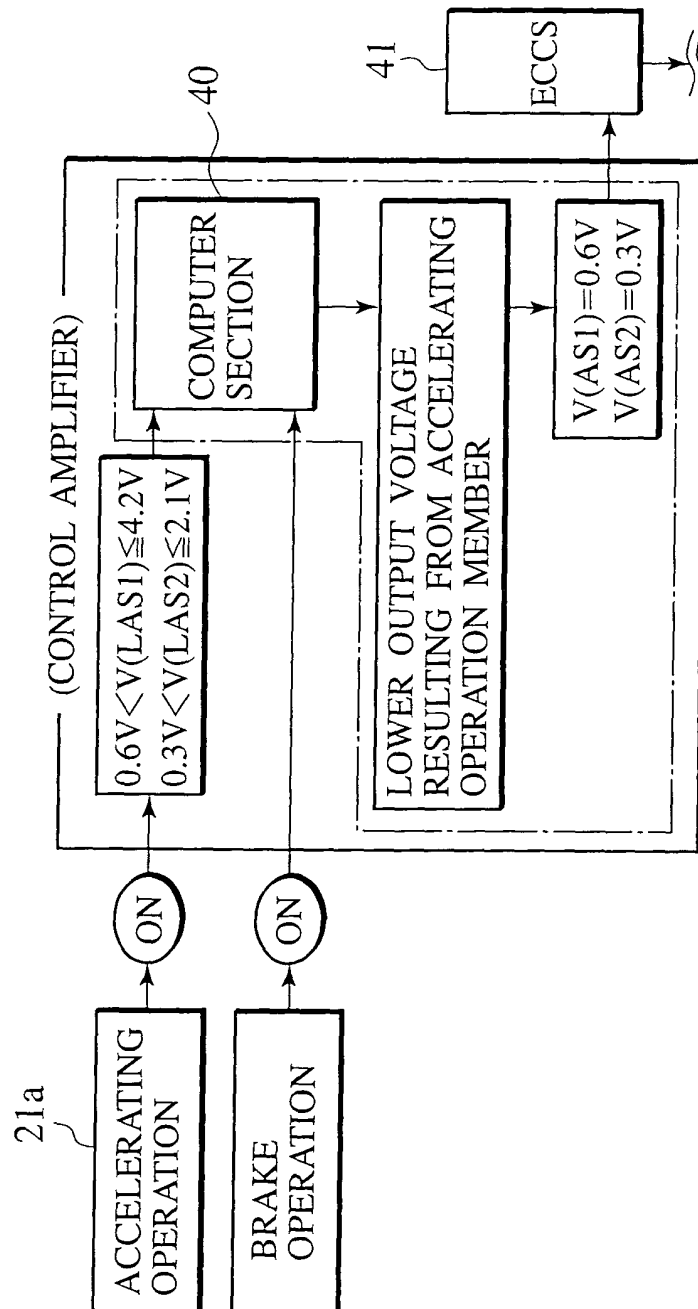 21a
ACCELERATING
OPERATION
ON
BRAKE
OPERATION
ON
(CONTROL AMPLIFIER)
0.6V<V(LAS1)≦4.2V
0.3V<V(LAS2)≦2.1V
40
COMPUTER
SECTION
LOWER OUTPUT VOLTAGE
RESULTING FROM ACCELERATING
OPERATION MEMBER
V(AS1)=0.6V
V(AS2)=0.3V
41
ECCS